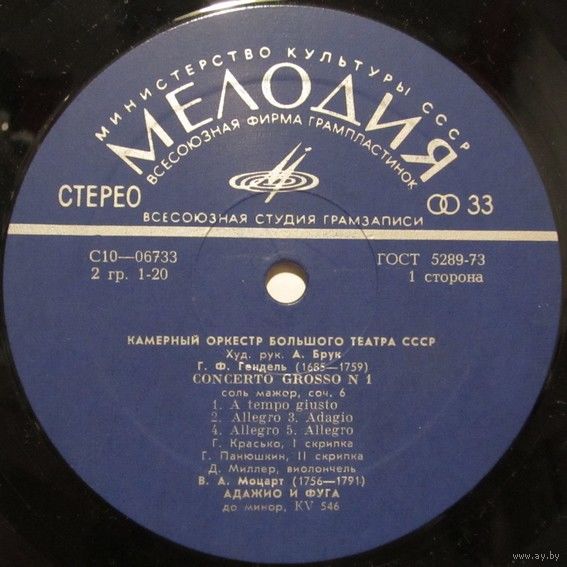 МИНИСТЕРСТВО КУЛЬТУРЫ СССР
МЕЛОДИЯ
ВСЕСОЮЗНАЯ ФИРМА ГРАМПЛАСТИНОК
СТЕРЕО
33
ВСЕСОЮЗНАЯ СТУДИЯ ГРАМЗАПИСИ
С10—06733
ГОСТ 5289-73
2 гр. 1-20
1 сторона
КАМЕРНЫЙ ОРКЕСТР БОЛЬШОГО ТЕАТРА СССР
Худ. рук. А. Брук
Г. Ф. Гендель (1685—1759)
CONCERTO GROSSO N 1
соль мажор, соч. 6
1. A tempo giusto
2. Allegro 3. Adagio
4. Allegro 5. Allegro
Г. Красько, I скрипка
Г. Панюшкин, II скрипка
Д. Миллер, виолончель
В. А. Моцарт (1756—1791)
АДАЖИО И ФУГА
до минор, KV 546
www.ay.by